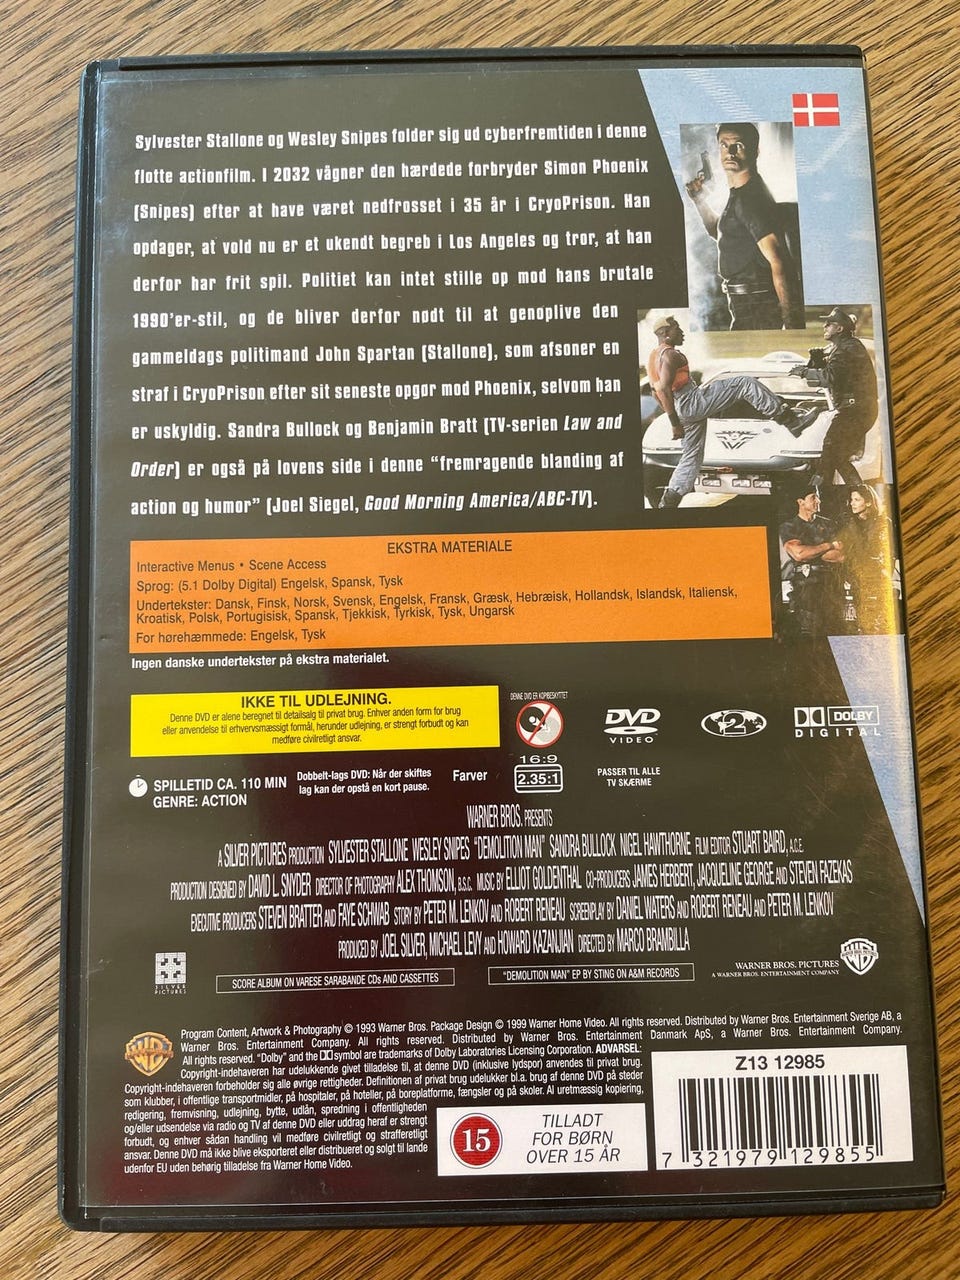 Sylvester Stallone og Wesley Snipes folder sig ud cyberfremtiden i denne
flotte actionfilm. I 2032 vågner den hærdede forbryder Simon Phoenix
(Snipes) efter at have været nedfrosset i 35 år i CryoPrison. Han
opdager, at vold nu er et ukendt begreb i Los Angeles og tror, at han
derfor har frit spil. Politiet kan intet stille op mod hans brutale
1990'er-stil, og de bliver derfor nødt til at genoplive den
gammeldags politimand John Spartan (Stallone), som afsoner en
straf i CryoPrison efter sit seneste opgør mod Phoenix, selvom han
er uskyldig. Sandra Bullock og Benjamin Bratt (TV-serien Law and
Order) er også på lovens side i denne "fremragende blanding af
action og humor" (Joel Siegel, Good Morning America/ABC-TV).
EKSTRA MATERIALE
Interactive Menus • Scene Access
Sprog: (5.1 Dolby Digital) Engelsk, Spansk, Tysk
Undertekster: Dansk, Finsk, Norsk, Svensk, Engelsk, Fransk, Græsk, Hebræisk, Hollandsk, Islandsk, Italiensk,
Kroatisk, Polsk, Portugisisk, Spansk, Tjekkisk, Tyrkisk, Tysk, Ungarsk
For hørehæmmede: Engelsk, Tysk
Ingen danske undertekster på ekstra materialet.
IKKE TIL UDLEJNING.
Denne DVD er alene beregnet til detailsalg til privat brug. Enhver anden form for brug
eller anvendelse til erhvervsmæssigt formål, herunder udlejning, er strengt forbudt og kan
medføre civilretligt ansvar.
DENNE DVD ER KOPIBESKYTTET
DVD
VIDEO
2
DOLBY
DIGITAL
SPILLETID CA. 110 MIN
GENRE: ACTION
Dobbelt-lags DVD: Når der skiftes
lag kan der opstå en kort pause.
Farver
16:9
2.35:1
PASSER TIL ALLE
TV SKÆRME
WARNER BROS. PRESENTS
A SILVER PICTURES PRODUCTION SYLVESTER STALLONE WESLEY SNIPES "DEMOLITION MAN" SANDRA BULLOCK NIGEL HAWTHORNE FILM EDITOR STUART BAIRD, A.C.E.
PRODUCTION DESIGNED BY DAVID L. SNYDER DIRECTOR OF PHOTOGRAPHY ALEX THOMSON, B.S.C. MUSIC BY ELLIOT GOLDENTHAL CO-PRODUCERS JAMES HERBERT, JACQUELINE GEORGE AND STEVEN FAZEKAS
EXECUTIVE PRODUCERS STEVEN BRATTER AND FAYE SCHWAB STORY BY PETER M. LENKOV AND ROBERT RENEAU SCREENPLAY BY DANIEL WATERS AND ROBERT RENEAU AND PETER M. LENKOV
PRODUCED BY JOEL SILVER, MICHAEL LEVY AND HOWARD KAZANJIAN DIRECTED BY MARCO BRAMBILLA
SILVER
PICTURES
SCORE ALBUM ON VARESE SARABANDE CDs AND CASSETTES
"DEMOLITION MAN" EP BY STING ON A&M RECORDS
WARNER BROS. PICTURES
A WARNER BROS. ENTERTAINMENT COMPANY
Program Content, Artwork & Photography © 1993 Warner Bros. Package Design © 1999 Warner Home Video. All rights reserved. Distributed by Warner Bros. Entertainment Sverige AB, a
Warner Bros. Entertainment Company. All rights reserved. Distributed by Warner Bros. Entertainment Danmark ApS, a Warner Bros. Entertainment Company.
All rights reserved. "Dolby" and the DD symbol are trademarks of Dolby Laboratories Licensing Corporation. ADVARSEL:
Copyright-indehaveren har udelukkende givet tilladelse til, at denne DVD (inklusive lydspor) anvendes til privat brug.
Copyright-indehaveren forbeholder sig alle øvrige rettigheder. Definitionen af privat brug udelukker bl.a. brug af denne DVD på steder
som klubber, i offentlige transportmidler, på hospitaler, på hoteller, på boreplatforme, fængsler og på skoler. Al uretmæssig kopiering,
redigering, fremvisning, udlejning, bytte, udlån, spredning i offentligheden
og/eller udsendelse via radio og TV af denne DVD eller uddrag heraf er strengt
forbudt, og enhver sådan handling vil medføre civilretligt og strafferetligt
ansvar. Denne DVD må ikke blive eksporteret eller distribueret og solgt til lande
udenfor EU uden behørig tilladelse fra Warner Home Video.
15
TILLADT
FOR BØRN
OVER 15 ÅR
Z13 12985
7 321979 129855